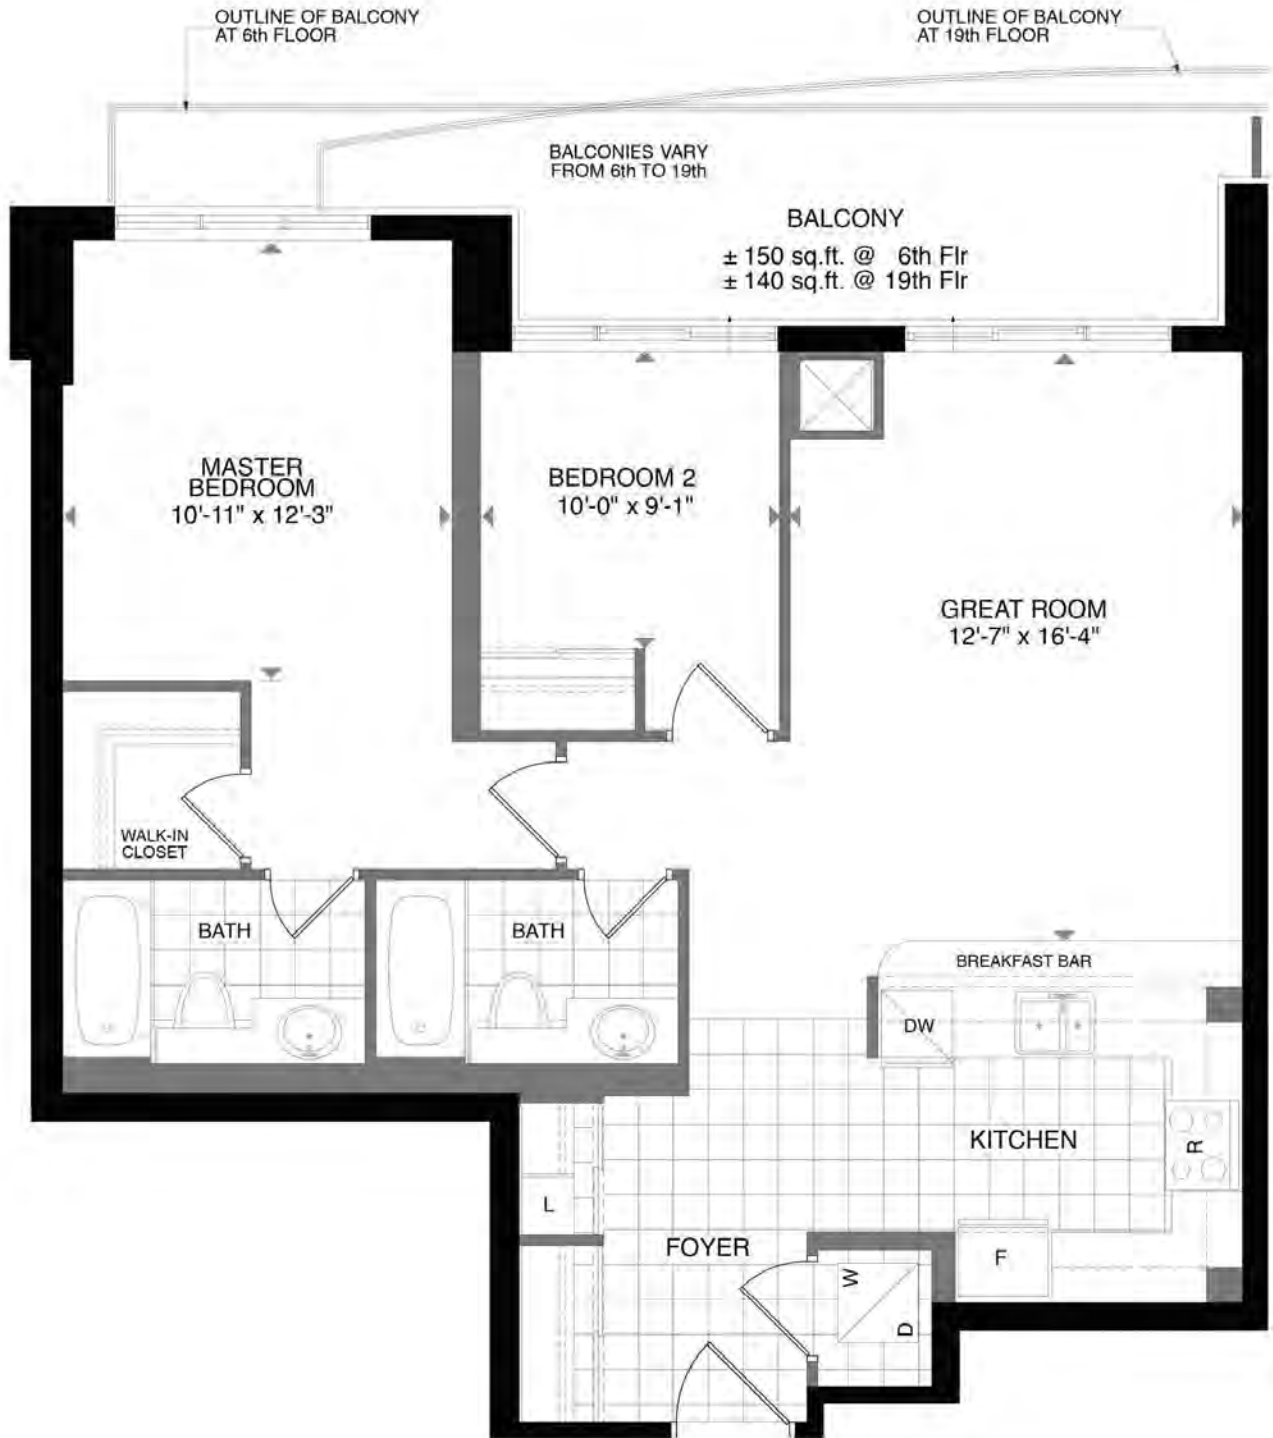 OUTLINE OF BALCONY
AT 6th FLOOR
OUTLINE OF BALCONY
AT 19th FLOOR
BALCONIES VARY
FROM 6th TO 19th
BALCONY
± 150 sq.ft. @ 6th Flr
± 140 sq.ft. @ 19th Flr
MASTER
BEDROOM
10'-11" x 12'-3"
BEDROOM 2
10'-0" x 9'-1"
GREAT ROOM
12'-7" x 16'-4"
WALK-IN
CLOSET
BATH
BATH
BREAKFAST BAR
DW
KITCHEN
R
L
FOYER
F
W
D